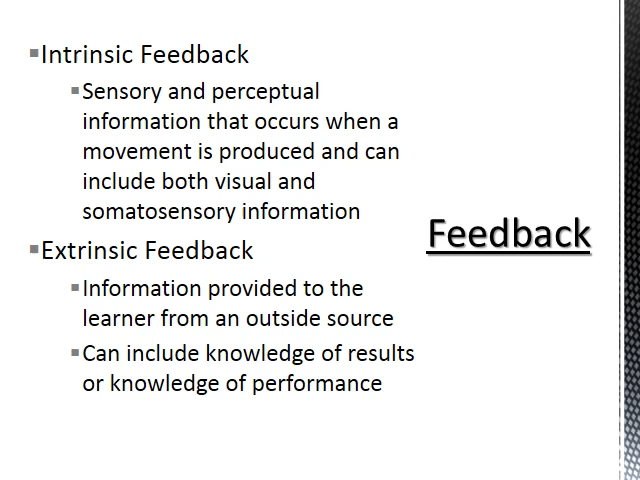 ▪Intrinsic Feedback
▪Sensory and perceptual
information that occurs when a
movement is produced and can
include both visual and
somatosensory information
▪Extrinsic Feedback
▪Information provided to the
learner from an outside source
▪Can include knowledge of results
or knowledge of performance
Feedback